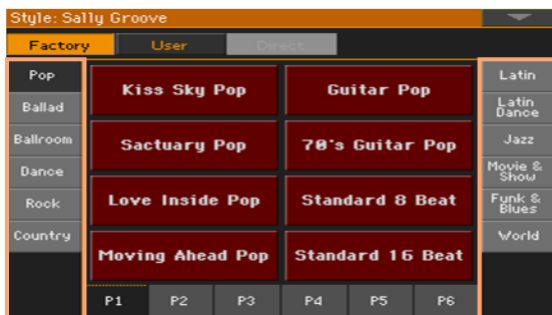 Style: Sally Groove
Factory User Direct
Pop
Ballad
Ballroom
Dance
Rock
Country
Kiss Sky Pop Guitar Pop
Sactuary Pop 70's Guitar Pop
Love Inside Pop Standard 8 Beat
Moving Ahead Pop Standard 16 Beat
Latin
Latin
Dance
Jazz
Movie &
Show
Funk &
Blues
World
P1 P2 P3 P4 P5 P6